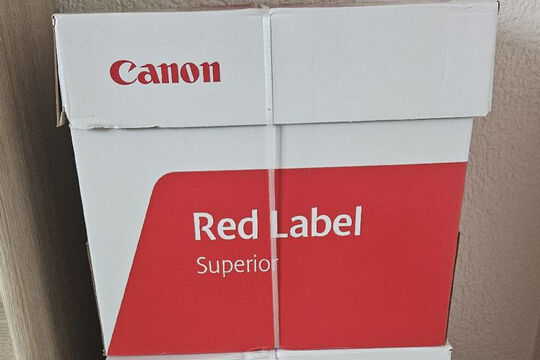 Canon
Red Label
Superior